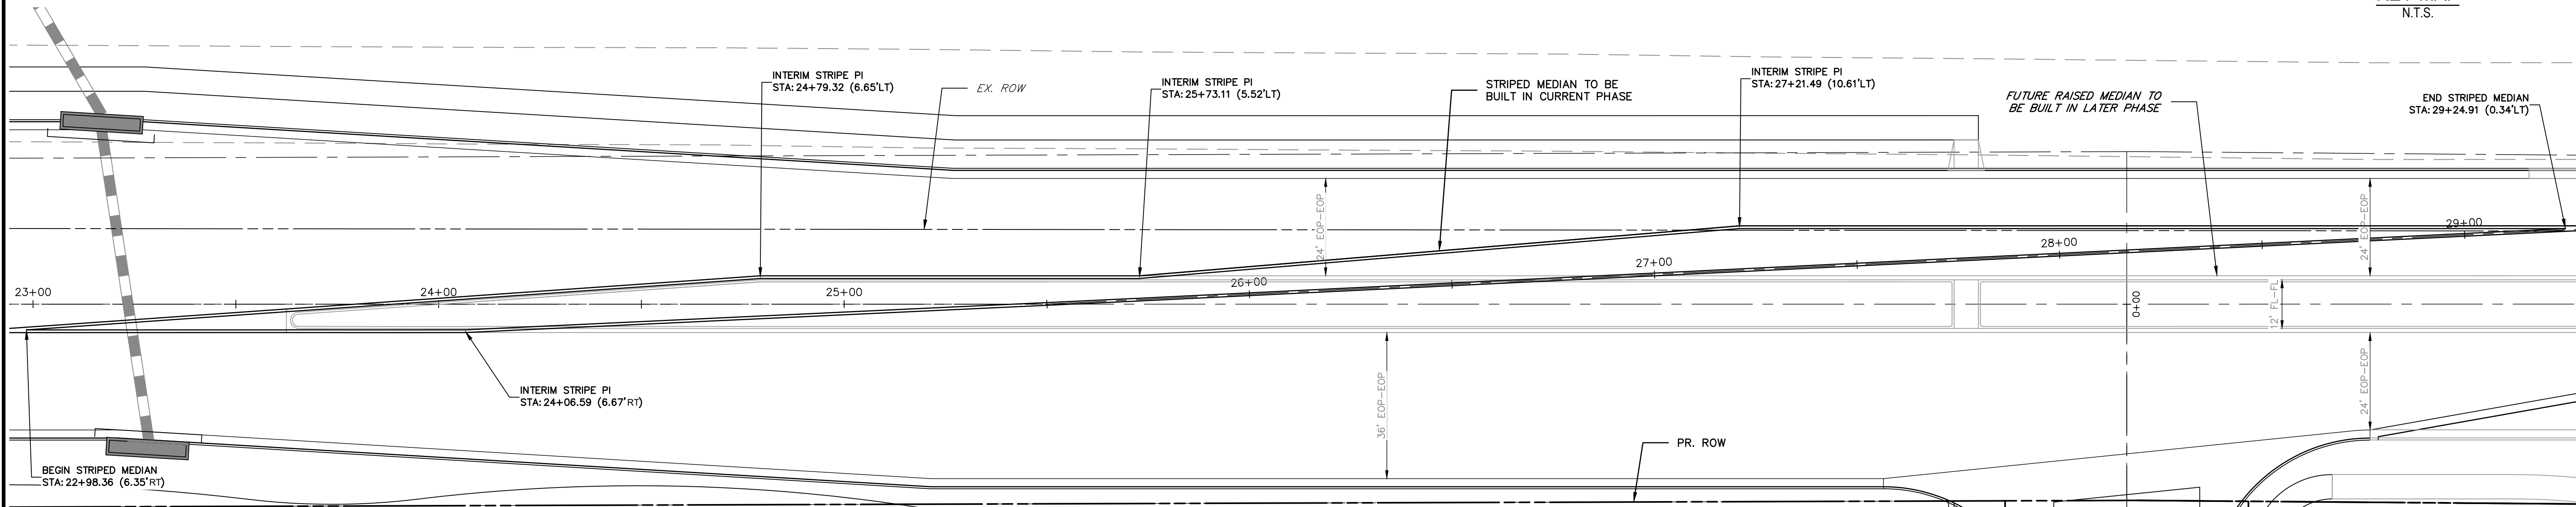 N.T.S.
INTERIM STRIPE PI
STA: 24+79.32 (6.65'LT)
EX. ROW
INTERIM STRIPE PI
STA: 25+73.11 (5.52'LT)
STRIPED MEDIAN TO BE
BUILT IN CURRENT PHASE
INTERIM STRIPE PI
STA: 27+21.49 (10.61'LT)
FUTURE RAISED MEDIAN TO
BE BUILT IN LATER PHASE
END STRIPED MEDIAN
STA: 29+24.91 (0.34'LT)
24' EOP-EOP
24' EOP-EOP
23+00
24+00
25+00
26+00
27+00
28+00
29+00
0+00
12' FL-FL
INTERIM STRIPE PI
STA: 24+06.59 (6.67'RT)
36' EOP-EOP
24' EOP-EOP
PR. ROW
BEGIN STRIPED MEDIAN
STA: 22+98.36 (6.35'RT)